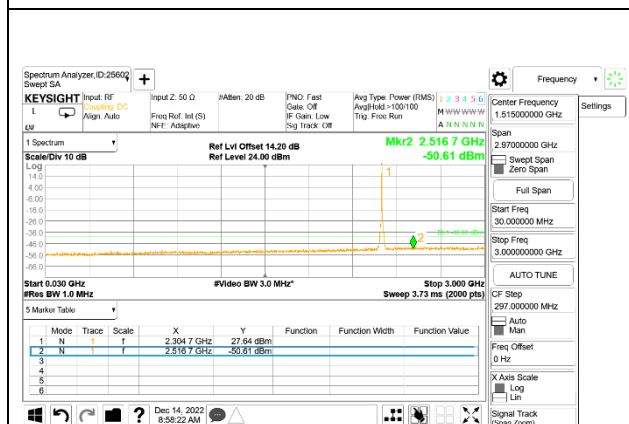 Spectrum Analyzer,ID:25602
Swept SA
+
Frequency
Settings
KEYSIGHT
L
Input: RF
Coupling: DC
Align: Auto
Input Z: 50 Ω
Freq Ref: Int (S)
NFE: Adaptive
#Atten: 20 dB
PNO: Fast
Gate: Off
IF Gain: Low
Sig Track: Off
Avg Type: Power (RMS)
Avg|Hold:>100/100
Trig: Free Run
1 2 3 4 5 6
M W W W W W
A N N N N N
1 Spectrum
Scale/Div 10 dB
Ref Lvl Offset 14.20 dB
Ref Level 24.00 dBm
Mkr2 2.516 7 GHz
-50.61 dBm
Log
14.0
4.00
-6.00
-16.0
-26.0
-36.0
-46.0
-56.0
-66.0
1
2
Start 0.030 GHz
#Res BW 1.0 MHz
#Video BW 3.0 MHz*
Stop 3.000 GHz
Sweep 3.73 ms (2000 pts)
5 Marker Table
Mode Trace Scale X Y Function Function Width Function Value
1 N 1 f 2.304 7 GHz 27.64 dBm
2 N 1 f 2.516 7 GHz -50.61 dBm
3
4
5
6
Dec 14, 2022
8:58:22 AM
Center Frequency
1.515000000 GHz
Span
2.97000000 GHz
Swept Span
Zero Span
Full Span
Start Freq
30.000000 MHz
Stop Freq
3.000000000 GHz
AUTO TUNE
CF Step
297.000000 MHz
Auto
Man
Freq Offset
0 Hz
X Axis Scale
Log
Lin
Signal Track
(Span Zoom)